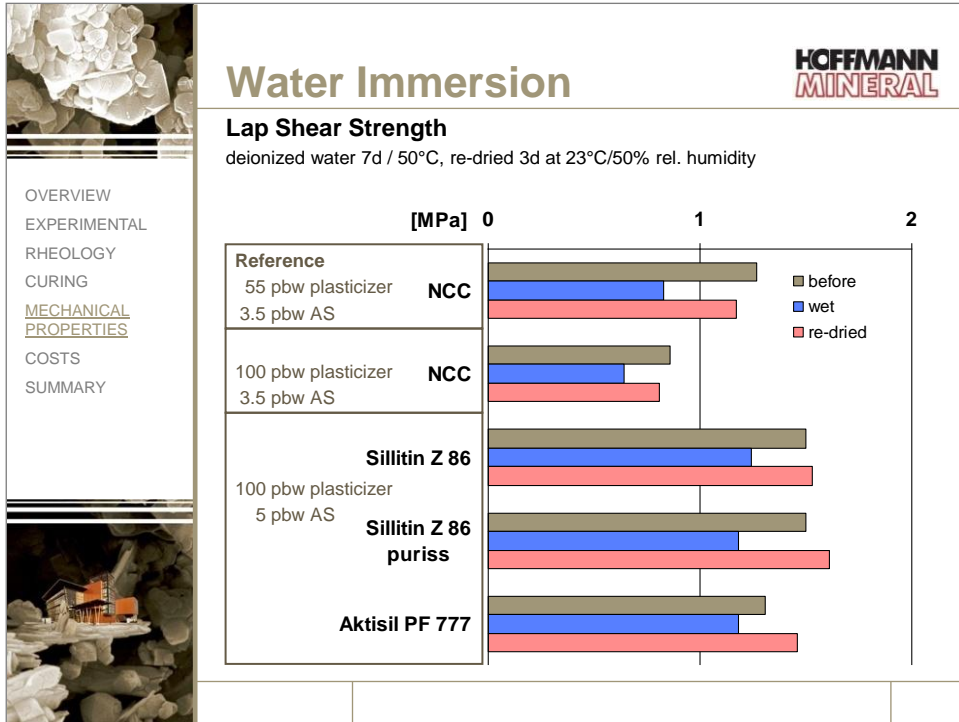 Water Immersion
HOFFMANN
MINERAL
Lap Shear Strength
deionized water 7d / 50°C, re-dried 3d at 23°C/50% rel. humidity
OVERVIEW
EXPERIMENTAL
RHEOLOGY
CURING
MECHANICAL
PROPERTIES
COSTS
SUMMARY
[MPa] 0 1 2
Reference
55 pbw plasticizer
3.5 pbw AS
NCC
100 pbw plasticizer
3.5 pbw AS
NCC
Sillitin Z 86
100 pbw plasticizer
5 pbw AS
Sillitin Z 86
puriss
Aktisil PF 777
before
wet
re-dried